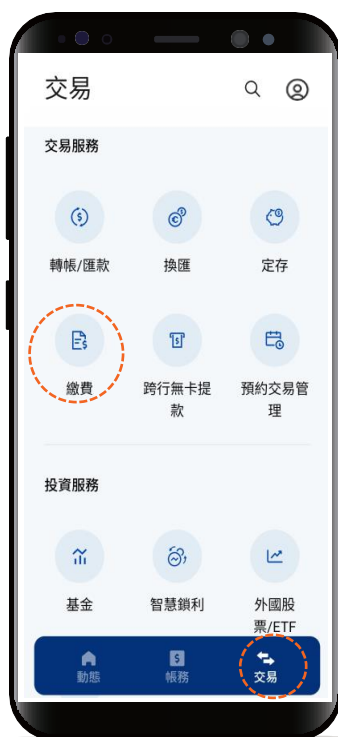 交易
交易服務
轉帳/匯款
換匯
定存
繳費
跨行無卡提
款
預約交易管
理
投資服務
基金
智慧鎖利
外國股
票/ETF
動態
帳務
交易